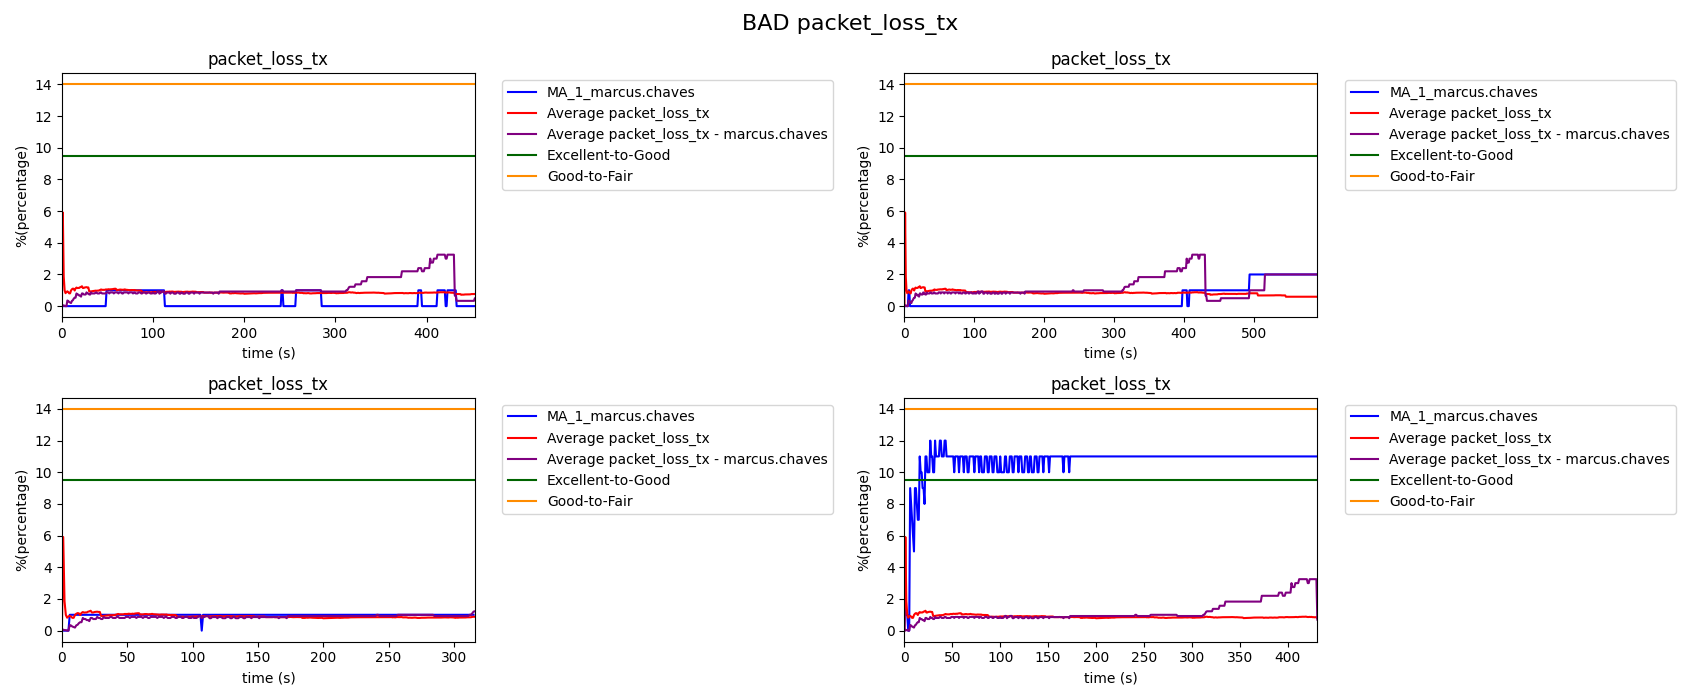 BAD packet_loss_tx
packet_loss_tx
14
12
10
8
6
4
2
0
%(percentage)
0 100 200 300 400
time (s)
MA_1_marcus.chaves
Average packet_loss_tx
Average packet_loss_tx - marcus.chaves
Excellent-to-Good
Good-to-Fair
packet_loss_tx
14
12
10
8
6
4
2
0
%(percentage)
0 100 200 300 400 500
time (s)
MA_1_marcus.chaves
Average packet_loss_tx
Average packet_loss_tx - marcus.chaves
Excellent-to-Good
Good-to-Fair
packet_loss_tx
14
12
10
8
6
4
2
0
%(percentage)
0 50 100 150 200 250 300
time (s)
MA_1_marcus.chaves
Average packet_loss_tx
Average packet_loss_tx - marcus.chaves
Excellent-to-Good
Good-to-Fair
packet_loss_tx
14
12
10
8
6
4
2
0
%(percentage)
0 50 100 150 200 250 300 350 400
time (s)
MA_1_marcus.chaves
Average packet_loss_tx
Average packet_loss_tx - marcus.chaves
Excellent-to-Good
Good-to-Fair